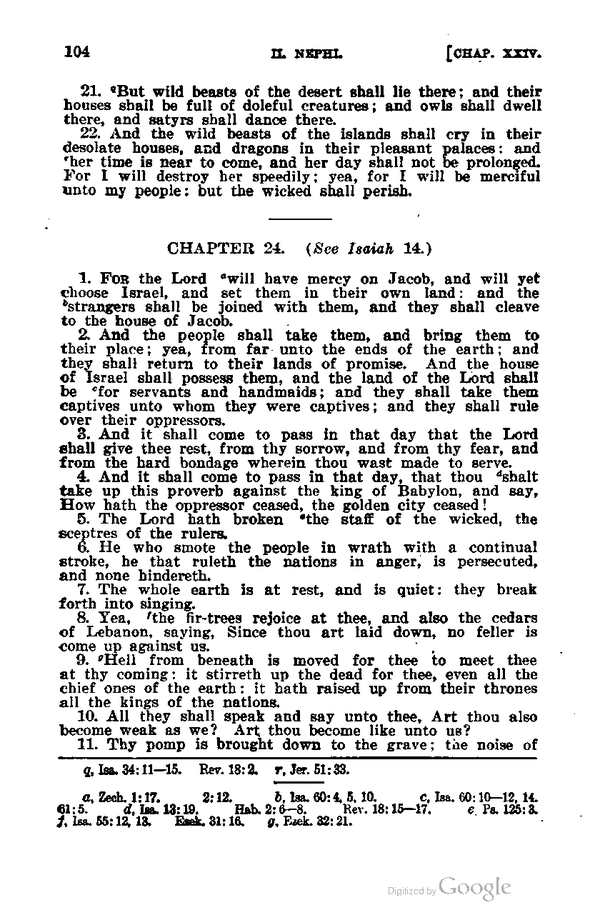 104 II. NEPHI. [CHAP. XXIV.
21. qBut wild beasts of the desert shall lie there; and their
houses shall be full of doleful creatures; and owls shall dwell
there, and satyrs shall dance there.
22. And the wild beasts of the islands shall cry in their
desolate houses, and dragons in their pleasant palaces: and
rher time is near to come, and her day shall not be prolonged.
For I will destroy her speedily; yea, for I will be merciful
unto my people: but the wicked shall perish.
CHAPTER 24. (See Isaiah 14.)
1. FOR the Lord awill have mercy on Jacob, and will yet
choose Israel, and set them in their own land: and the
bstrangers shall be joined with them, and they shall cleave
to the house of Jacob.
2. And the people shall take them, and bring them to
their place; yea, from far unto the ends of the earth; and
they shall return to their lands of promise. And the house
of Israel shall possess them, and the land of the Lord shall
be cfor servants and handmaids; and they shall take them
captives unto whom they were captives; and they shall rule
over their oppressors.
3. And it shall come to pass in that day that the Lord
shall give thee rest, from thy sorrow, and from thy fear, and
from the hard bondage wherein thou wast made to serve.
4. And it shall come to pass in that day, that thou dshalt
take up this proverb against the king of Babylon, and say,
How hath the oppressor ceased, the golden city ceased!
5. The Lord hath broken ethe staff of the wicked, the
sceptres of the rulers.
6. He who smote the people in wrath with a continual
stroke, he that ruleth the nations in anger, is persecuted,
and none hindereth.
7. The whole earth is at rest, and is quiet: they break
forth into singing.
8. Yea, fthe fir-trees rejoice at thee, and also the cedars
of Lebanon, saying, Since thou art laid down, no feller is
come up against us.
9. gHell from beneath is moved for thee to meet thee
at thy coming: it stirreth up the dead for thee, even all the
chief ones of the earth: it hath raised up from their thrones
all the kings of the nations.
10. All they shall speak and say unto thee, Art thou also
become weak as we? Art thou become like unto us?
11. Thy pomp is brought down to the grave; the noise of
q, Isa. 34:11—15. Rev. 18:2. r, Jer. 51:33.
a, Zech. 1:17. 2:12. b, Isa. 60:4, 5, 10. c, Isa. 60:10—12, 14.
61:5. d, Isa. 13:19. Hab. 2:6—8. Rev. 18:15—17. e, Ps. 125:3.
f, Isa. 55:12, 13. Ezek. 31:16. g, Ezek. 32:21.
Digitized by Google